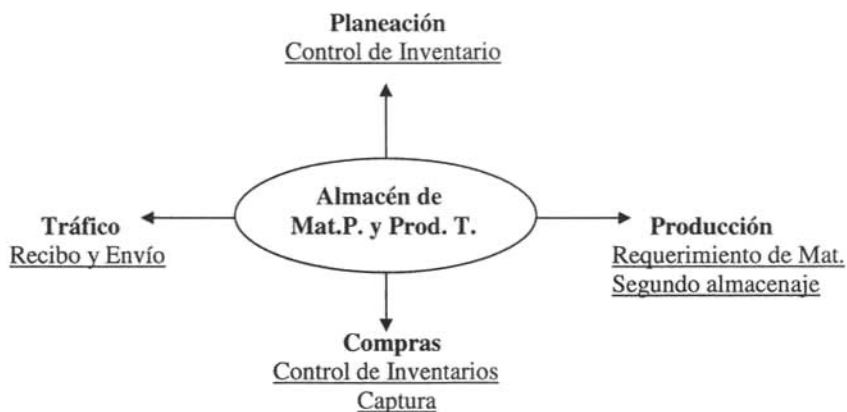 Planeación
Control de Inventario
Almacén de
Mat.P. y Prod. T.
Tráfico
Recibo y Envío
Producción
Requerimiento de Mat.
Segundo almacenaje
Compras
Control de Inventarios
Captura